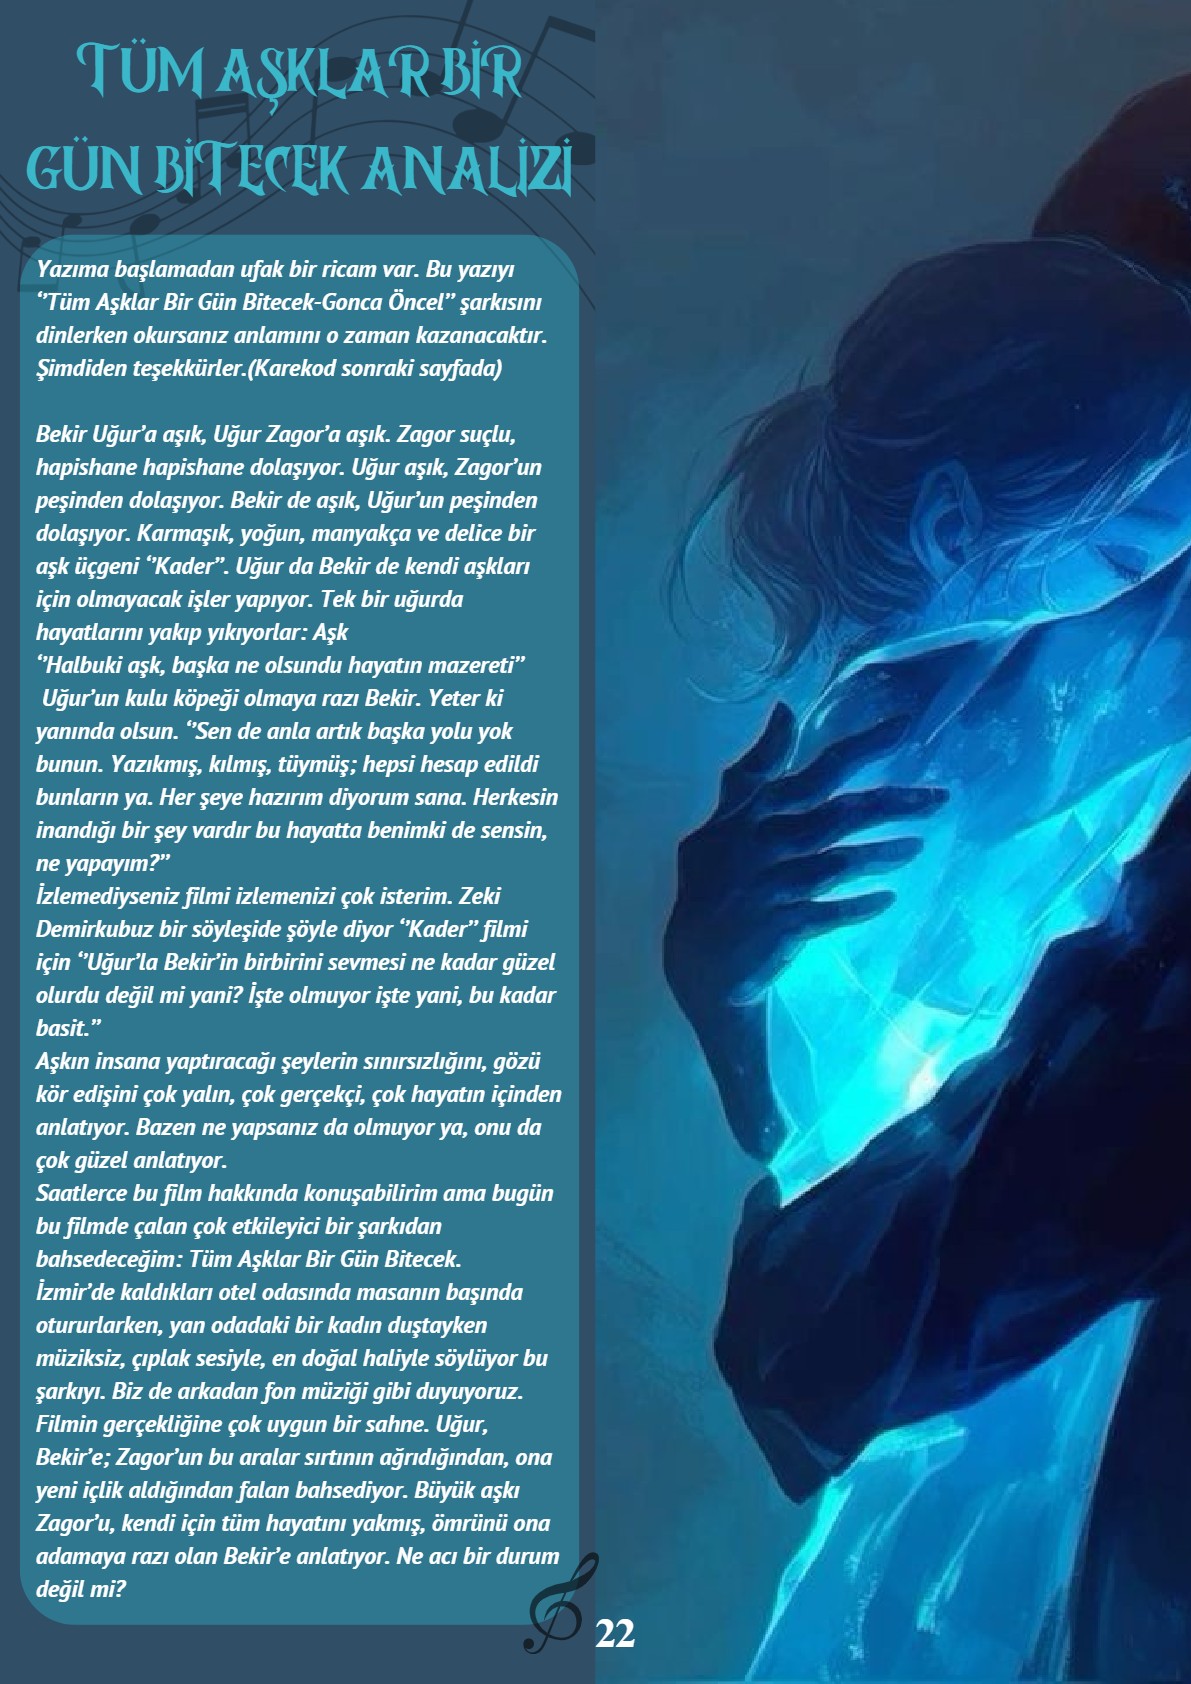 TÜM AŞKLAR BİR
GÜN BİTECEK ANALİZİ
Yazıma başlamadan ufak bir ricam var. Bu yazıyı
‘’Tüm Aşklar Bir Gün Bitecek-Gonca Öncel’’ şarkısını
dinlerken okursanız anlamını o zaman kazanacaktır.
Şimdiden teşekkürler.(Karekod sonraki sayfada)
Bekir Uğur’a aşık, Uğur Zagor’a aşık. Zagor suçlu,
hapishane hapishane dolaşıyor. Uğur aşık, Zagor’un
peşinden dolaşıyor. Bekir de aşık, Uğur’un peşinden
dolaşıyor. Karmaşık, yoğun, manyakça ve delice bir
aşk üçgeni ‘’Kader’’. Uğur da Bekir de kendi aşkları
için olmayacak işler yapıyor. Tek bir uğurda
hayatlarını yakıp yıkıyorlar: Aşk
‘’Halbuki aşk, başka ne olsundu hayatın mazereti’’
Uğur’un kulu köpeği olmaya razı Bekir. Yeter ki
yanında olsun. ‘’Sen de anla artık başka yolu yok
bunun. Yazıkmış, kılmış, tüymüş; hepsi hesap edildi
bunların ya. Her şeye hazırım diyorum sana. Herkesin
inandığı bir şey vardır bu hayatta benimki de sensin,
ne yapayım?’’
İzlemediyseniz filmi izlemenizi çok isterim. Zeki
Demirkubuz bir söyleşide şöyle diyor ‘’Kader’’ filmi
için ‘’Uğur’la Bekir’in birbirini sevmesi ne kadar güzel
olurdu değil mi yani? İşte olmuyor işte yani, bu kadar
basit.’’
Aşkın insana yaptıracağı şeylerin sınırsızlığını, gözü
kör edişini çok yalın, çok gerçekçi, çok hayatın içinden
anlatıyor. Bazen ne yapsanız da olmuyor ya, onu da
çok güzel anlatıyor.
Saatlerce bu film hakkında konuşabilirim ama bugün
bu filmde çalan çok etkileyici bir şarkıdan
bahsedeceğim: Tüm Aşklar Bir Gün Bitecek.
İzmir’de kaldıkları otel odasında masanın başında
otururlarken, yan odadaki bir kadın duştayken
müziksiz, çıplak sesiyle, en doğal haliyle söylüyor bu
şarkıyı. Biz de arkadan fon müziği gibi duyuyoruz.
Filmin gerçekliğine çok uygun bir sahne. Uğur,
Bekir’e; Zagor’un bu aralar sırtının ağrıdığından, ona
yeni içlik aldığından falan bahsediyor. Büyük aşkı
Zagor’u, kendi için tüm hayatını yakmış, ömrünü ona
adamaya razı olan Bekir’e anlatıyor. Ne acı bir durum
değil mi?
22